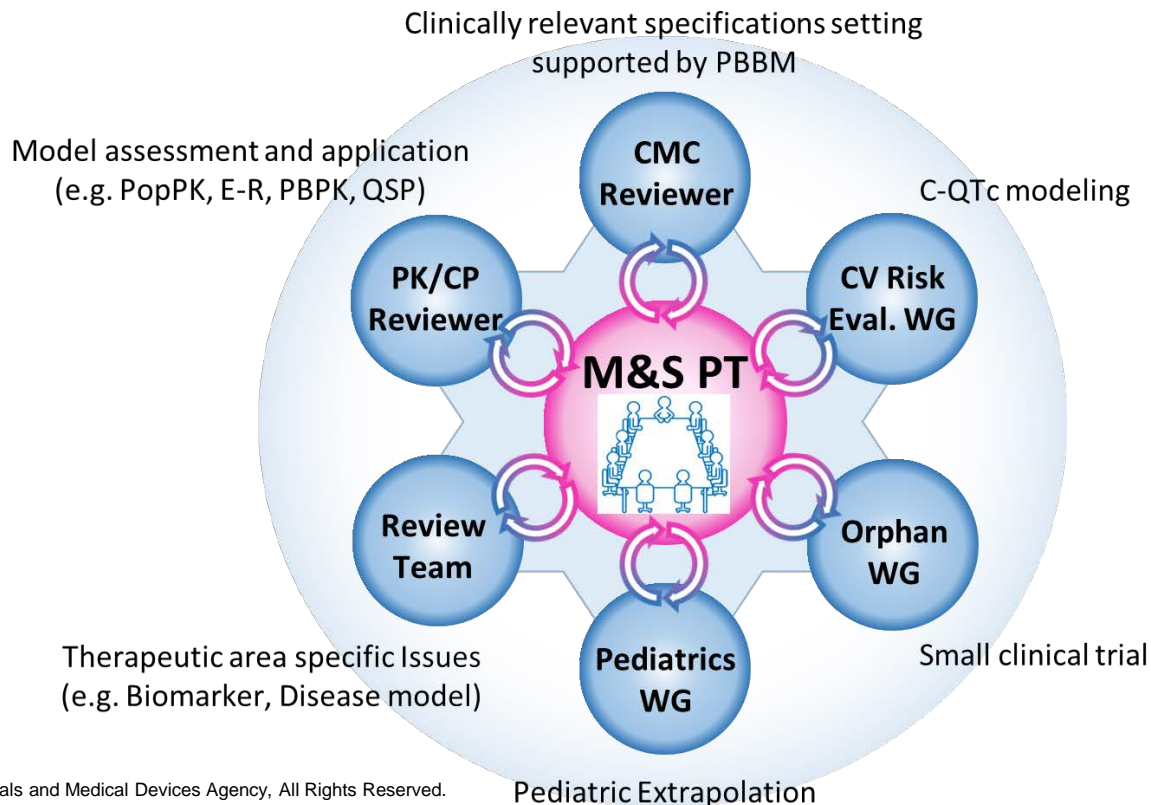 Clinically relevant specifications setting
supported by PBBM
Model assessment and application
(e.g. PopPK, E-R, PBPK, QSP)
CMC
Reviewer
C-QTc modeling
PK/CP
Reviewer
CV Risk
Eval. WG
M&S PT
Review
Team
Orphan
WG
Therapeutic area specific Issues
(e.g. Biomarker, Disease model)
Pediatrics
WG
Small clinical trial
als and Medical Devices Agency, All Rights Reserved.
Pediatric Extrapolation